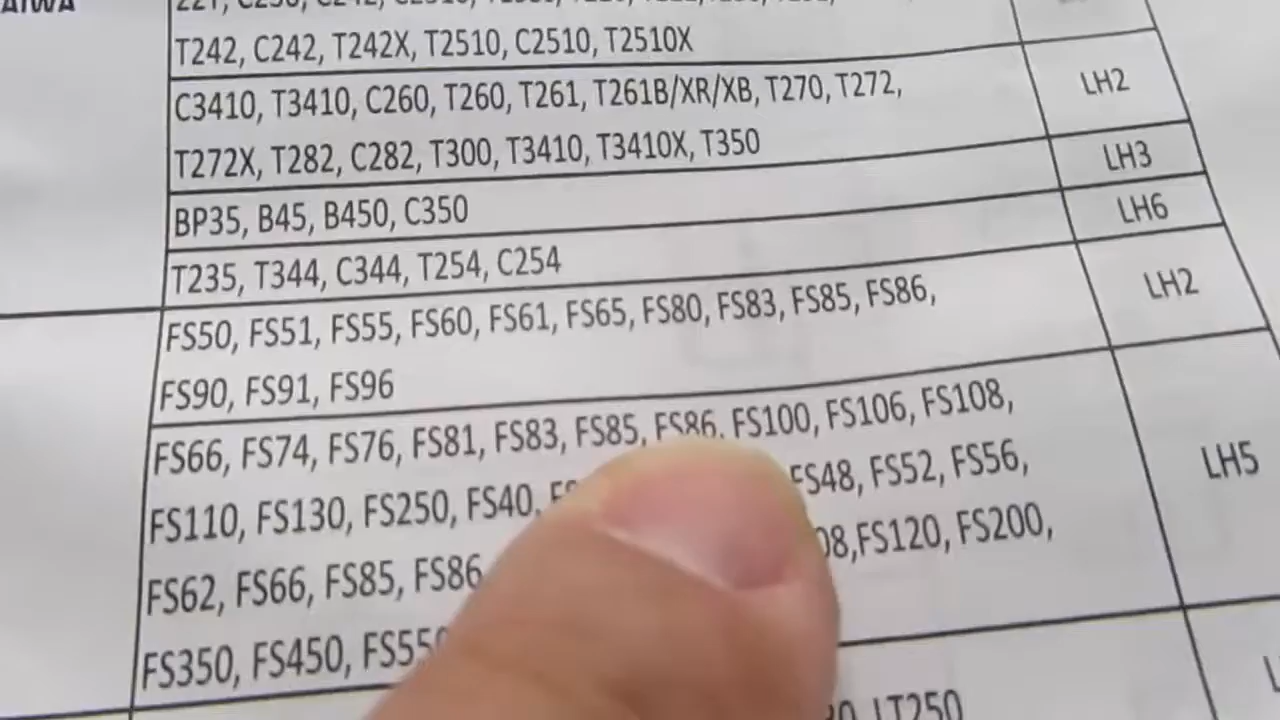 T242, C242, T242X, T2510, C2510, T2510X
C3410, T3410, C260, T260, T261, T261B/XR/XB, T270, T272,
T272X, T282, C282, T300, T3410, T3410X, T350
LH2
BP35, B45, B450, C350
LH3
T235, T344, C344, T254, C254
LH6
FS50, FS51, FS55, FS60, FS61, FS65, FS80, FS83, FS85, FS86,
FS90, FS91, FS96
LH2
FS66, FS74, FS76, FS81, FS83, FS85, FS86, FS100, FS106, FS108,
FS110, FS130, FS250, FS40, FS48, FS52, FS56,
FS62, FS66, FS85, FS86 FS120, FS200,
FS350, FS450,
LH5
LT250